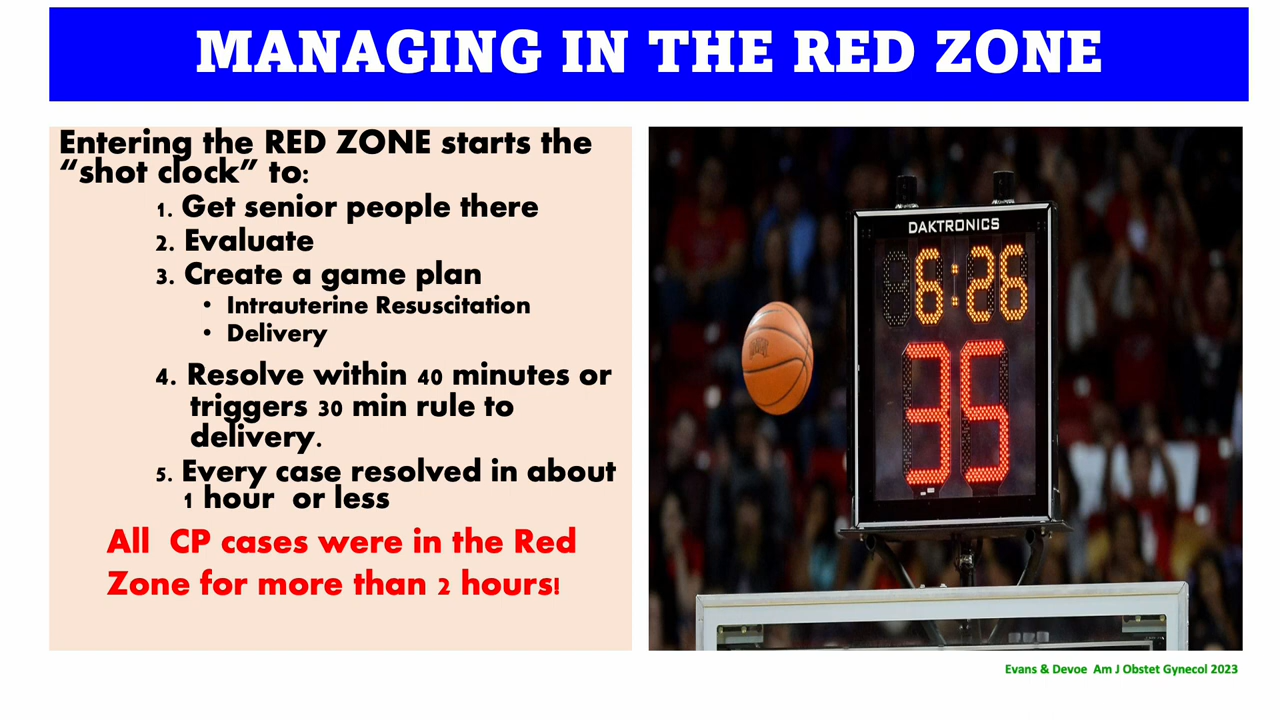 MANAGING IN THE RED ZONE
Entering the RED ZONE starts the
“shot clock” to:
1. Get senior people there
2. Evaluate
3. Create a game plan
• Intrauterine Resuscitation
• Delivery
4. Resolve within 40 minutes or
triggers 30 min rule to
delivery.
5. Every case resolved in about
1 hour or less
All CP cases were in the Red
Zone for more than 2 hours!
DAKTRONICS
6:26
35
Evans & Devoe Am J Obstet Gynecol 2023